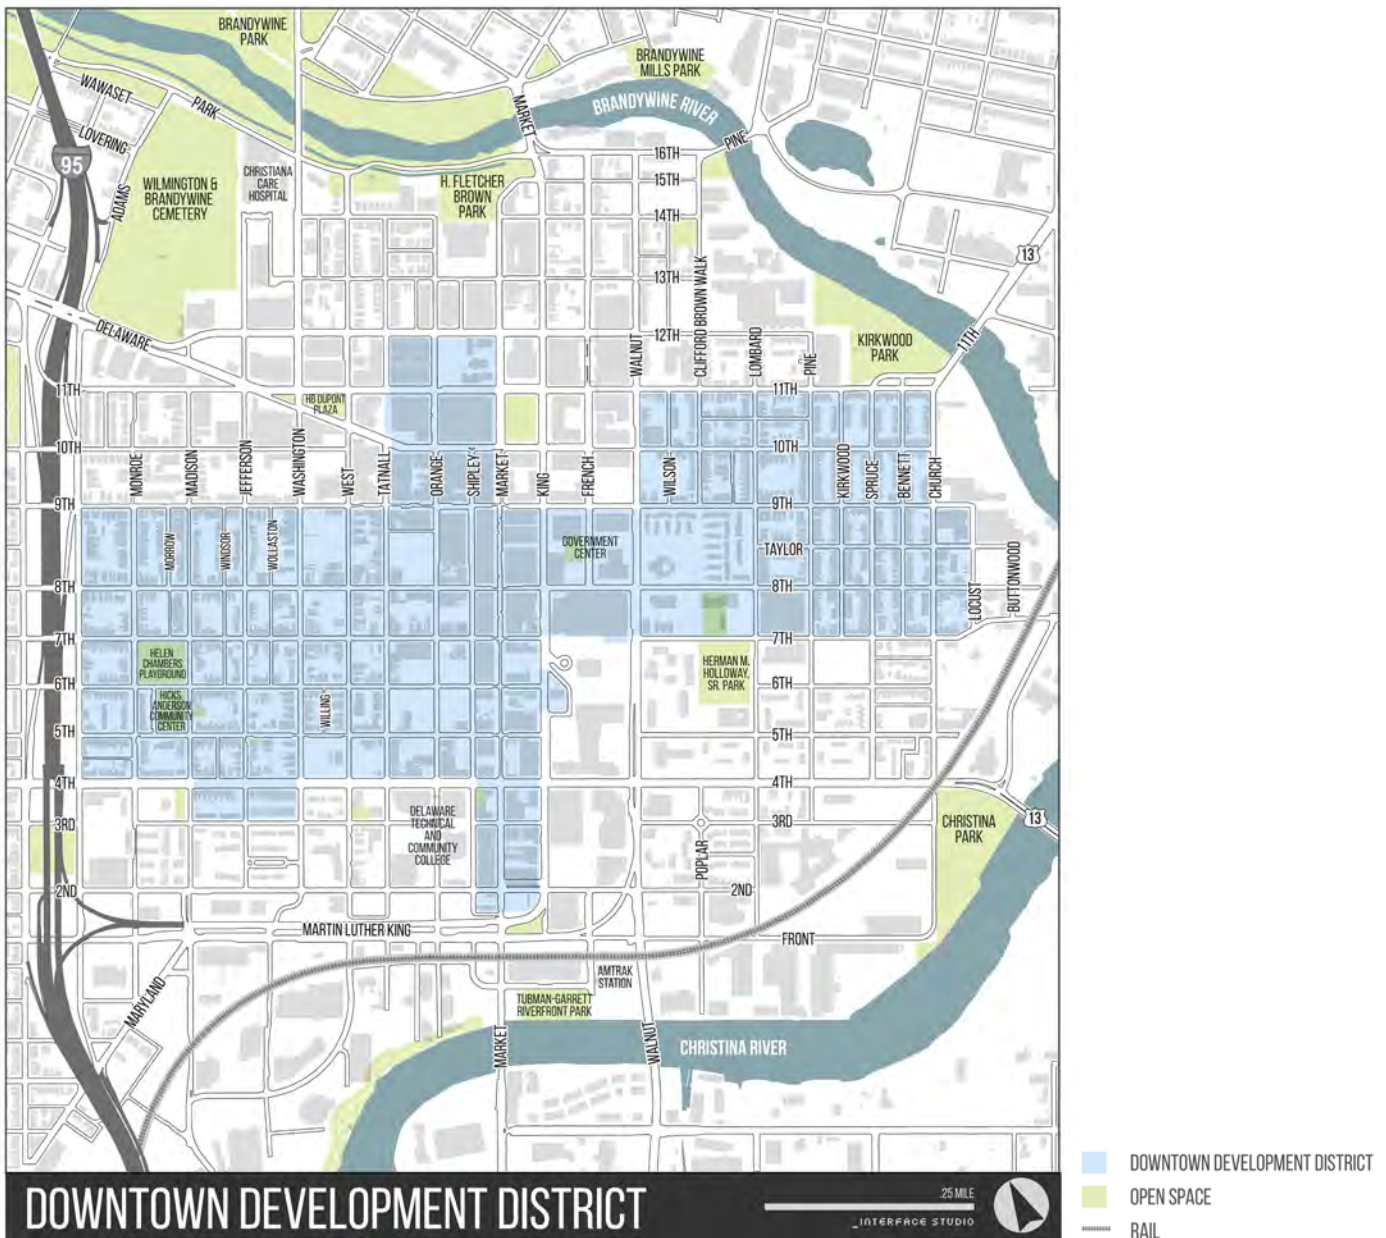 BRANDYWINE
PARK
BRANDYWINE
MILLS PARK
WAWASET
PARK
MARKET
BRANDYWINE RIVER
LOVERING
PINE
95
16TH
CHRISTIANA
CARE
HOSPITAL
15TH
WILMINGTON &
BRANDYWINE
CEMETERY
H. FLETCHER
BROWN
PARK
ADAMS
14TH
13
13TH
CLIFFORD BROWN WALK
DELAWARE
12TH
WALNUT
LOMBARD
PINE
KIRKWOOD
PARK
11TH
11TH
HB DUPONT
PLAZA
11TH
10TH
10TH
MONROE
MADISON
JEFFERSON
WASHINGTON
WEST
TATNALL
ORANGE
SHIPLEY
MARKET
KING
FRENCH
WILSON
KIRKWOOD
SPRUCE
BENNETT
CHURCH
9TH
9TH
MORROW
WINDSOR
WOLLASTON
GOVERNMENT
CENTER
TAYLOR
LOCUST
BUTTONWOOD
8TH
8TH
7TH
7TH
HELEN
CHAMBERS
PLAYGROUND
HERMAN M.
HOLLOWAY,
SR. PARK
6TH
6TH
HICKS
ANDERSON
COMMUNITY
CENTER
WILLING
5TH
5TH
4TH
4TH
DELAWARE
TECHNICAL
AND
COMMUNITY
COLLEGE
3RD
3RD
CHRISTINA
PARK
13
POPLAR
2ND
2ND
MARTIN LUTHER KING
FRONT
MARYLAND
AMTRAK
STATION
TUBMAN-GARRETT
RIVERFRONT PARK
MARKET
WALNUT
CHRISTINA RIVER
DOWNTOWN DEVELOPMENT DISTRICT
.25 MILE
_INTERFACE STUDIO
DOWNTOWN DEVELOPMENT DISTRICT
OPEN SPACE
RAIL